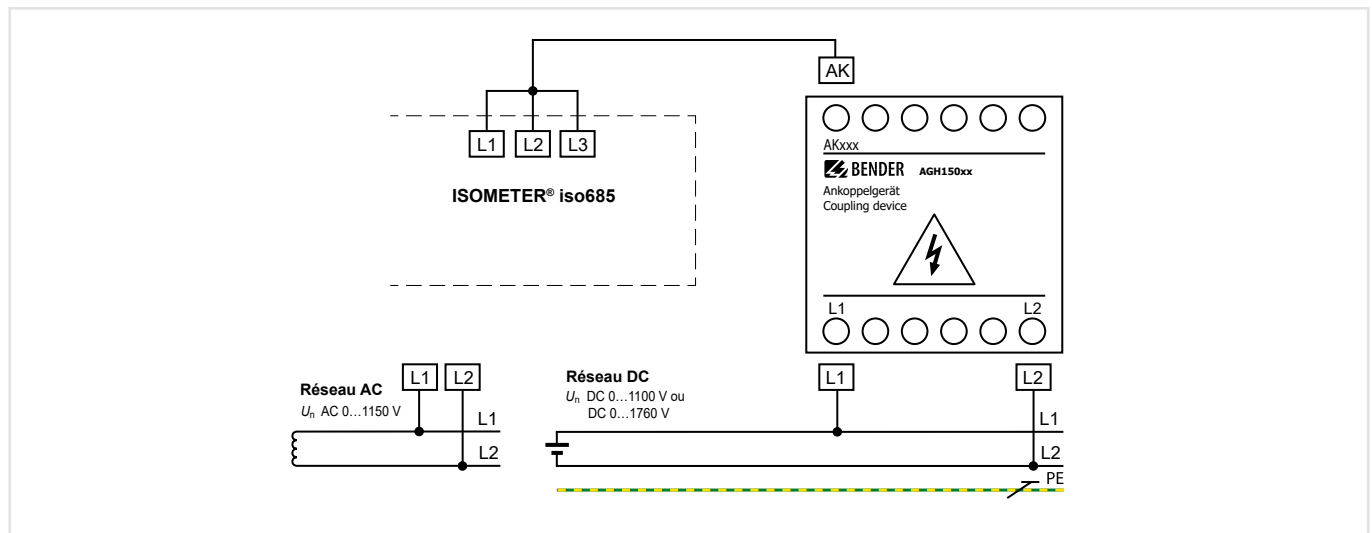 AK
L1 L2 L3
ISOMETER® iso685
AKxxx
BENDER AGH150xx
Ankoppelgerät
Coupling device
L1 L2
L1 L2
Réseau AC
Un AC 0…1150 V
L1
L2
Réseau DC
Un DC 0…1100 V ou
DC 0…1760 V
L1 L2
L1
L2
PE